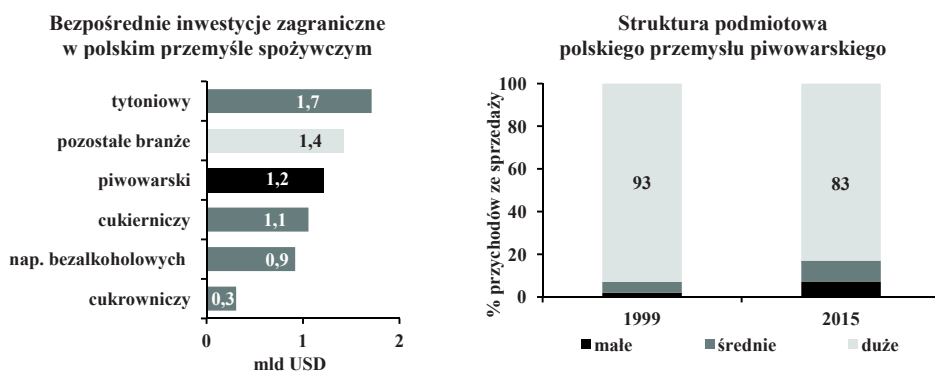 Bezpośrednie inwestycje zagraniczne
w polskim przemyśle spożywczym
tytoniowy
1,7
pozostałe branże
1,4
piwowarski
1,2
cukierniczy
1,1
nap. bezalkoholowych
0,9
cukrowniczy
0,3
0
1
2
mld USD
Struktura podmiotowa
polskiego przemysłu piwowarskiego
% przychodów ze sprzedaży
100
80
60
40
20
0
93
83
1999
2015
małe
średnie
duże